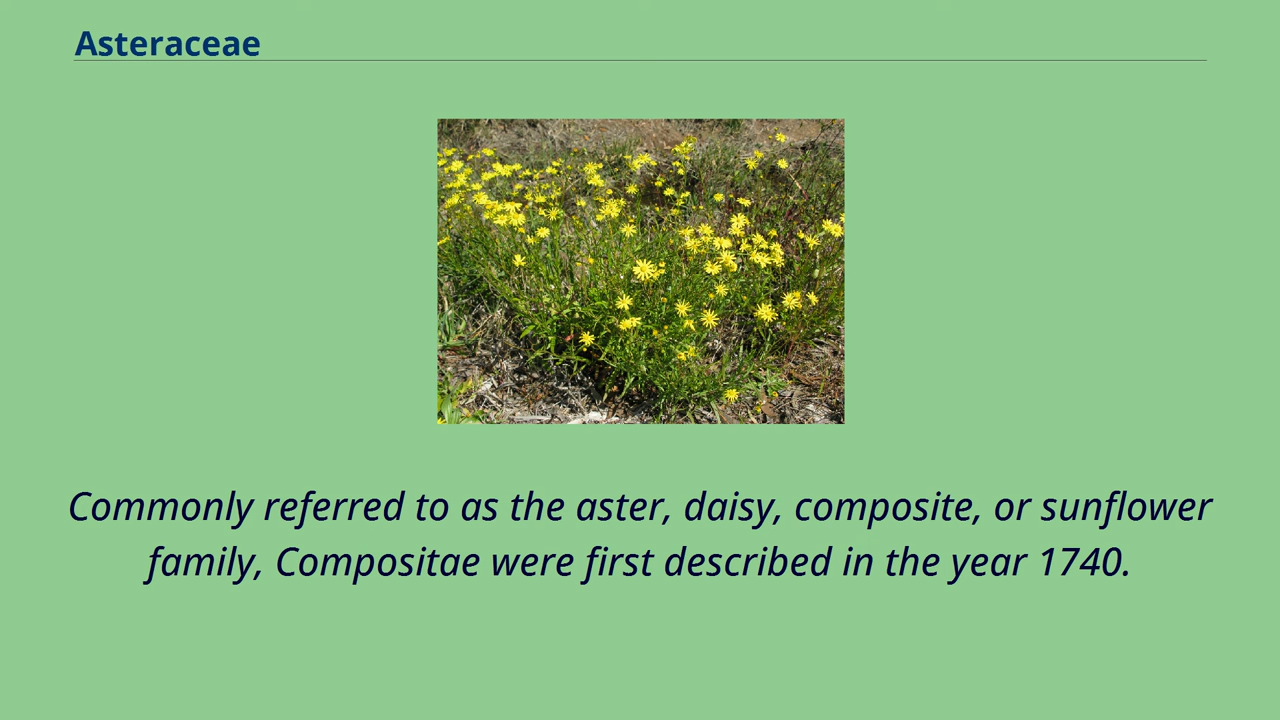 Asteraceae
Commonly referred to as the aster, daisy, composite, or sunflower
family, Compositae were first described in the year 1740.